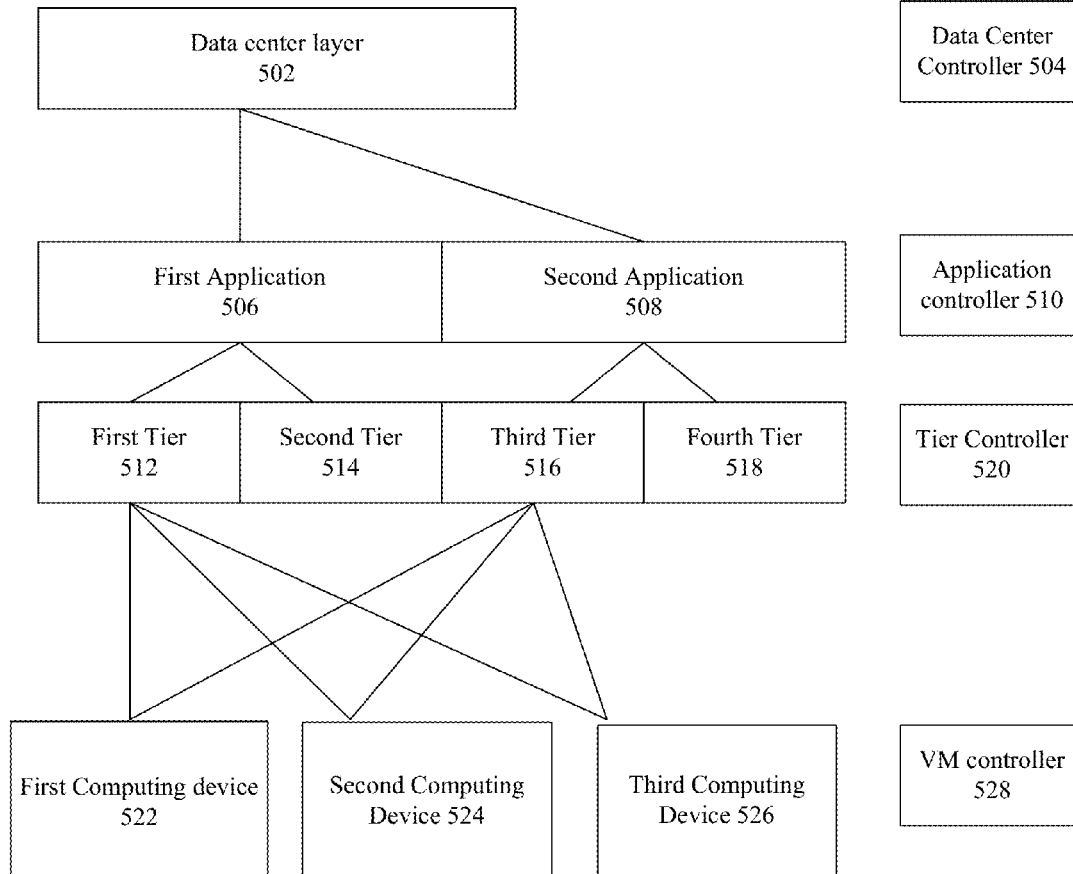 Data center layer
502
Data Center
Controller 504
First Application
506
Second Application
508
Application
controller 510
First Tier
512
Second Tier
514
Third Tier
516
Fourth Tier
518
Tier Controller
520
First Computing device
522
Second Computing
Device 524
Third Computing
Device 526
VM controller
528